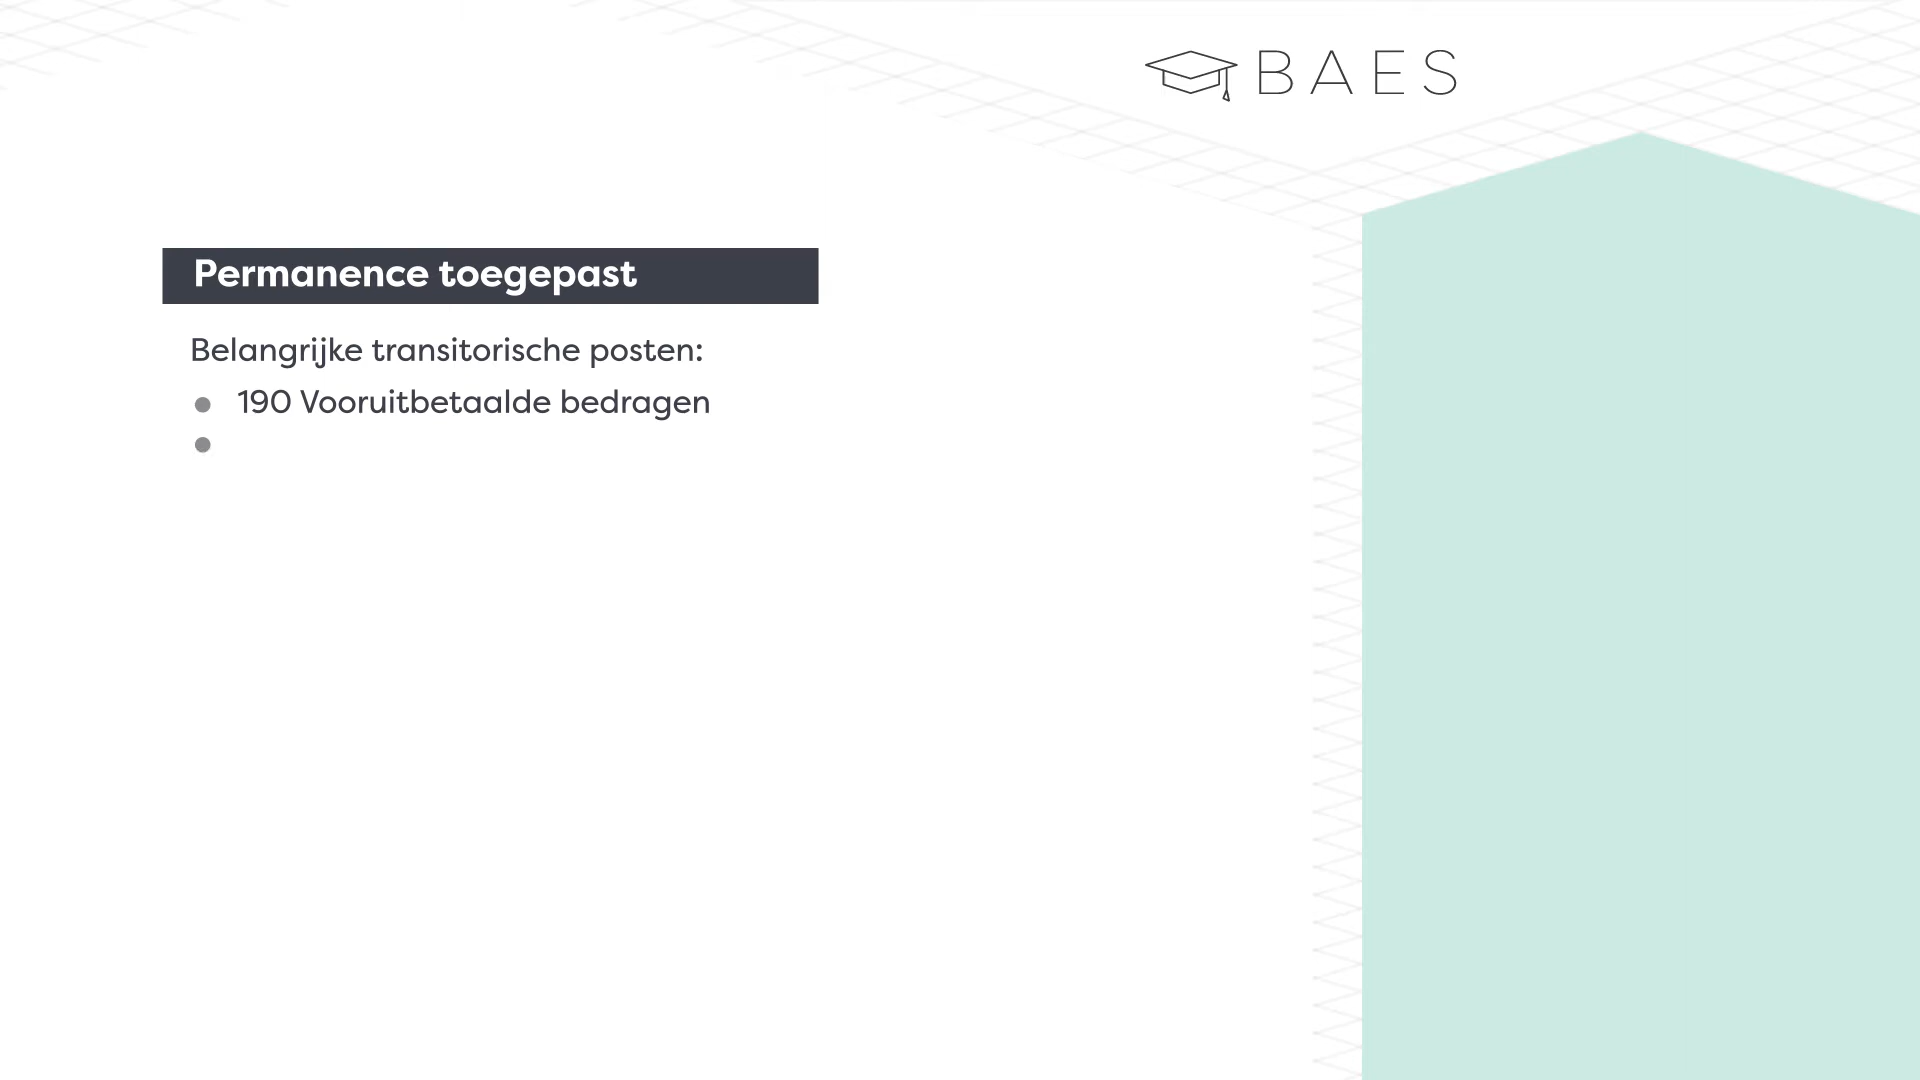 BAES
Permanence toegepast
Belangrijke transitorische posten:
190 Vooruitbetaalde bedragen